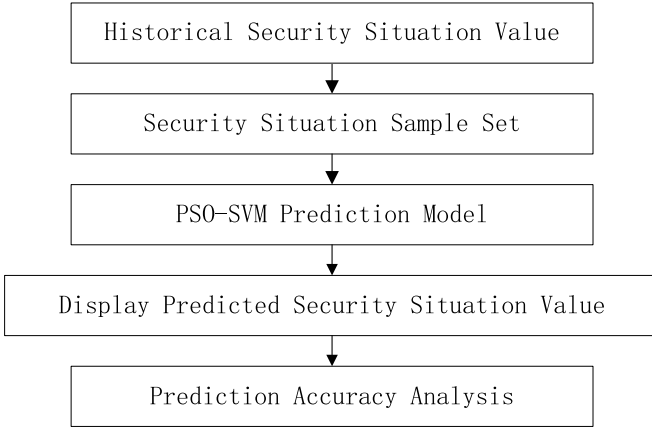 Historical Security Situation Value
Security Situation Sample Set
PSO-SVM Prediction Model
Display Predicted Security Situation Value
Prediction Accuracy Analysis